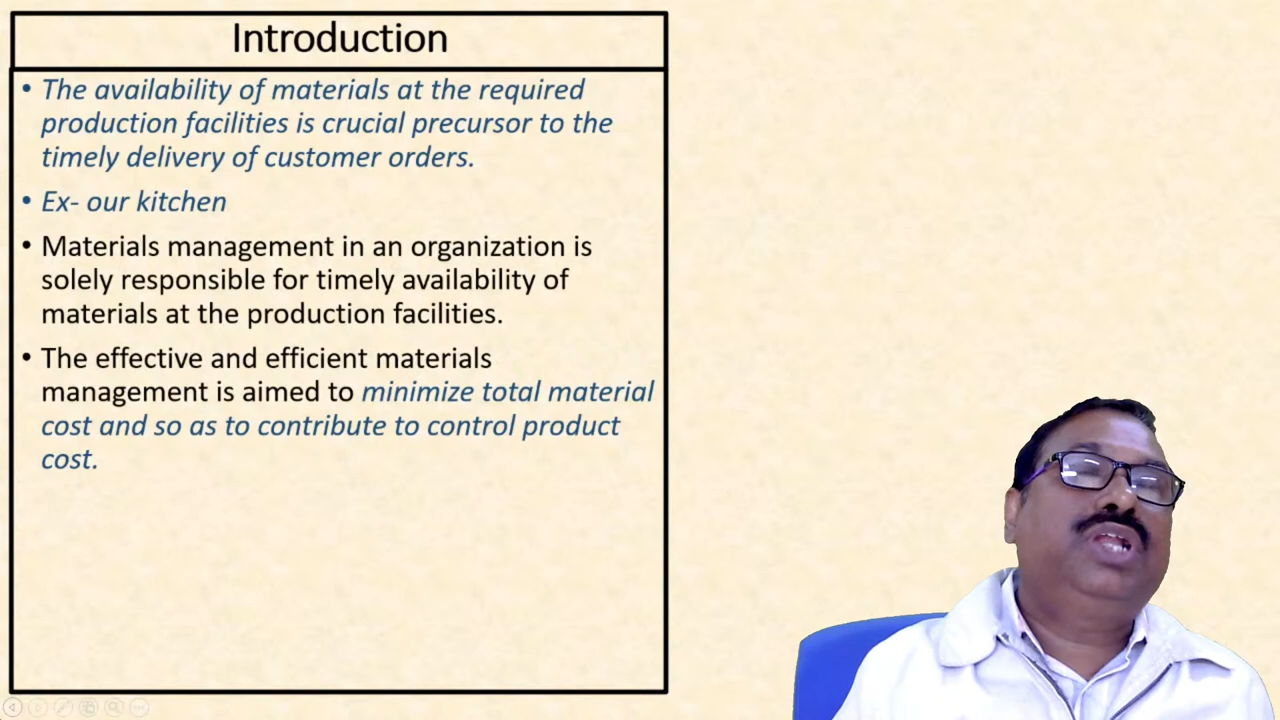 Introduction
• The availability of materials at the required
production facilities is crucial precursor to the
timely delivery of customer orders.
• Ex- our kitchen
• Materials management in an organization is
solely responsible for timely availability of
materials at the production facilities.
• The effective and efficient materials
management is aimed to minimize total material
cost and so as to contribute to control product
cost.